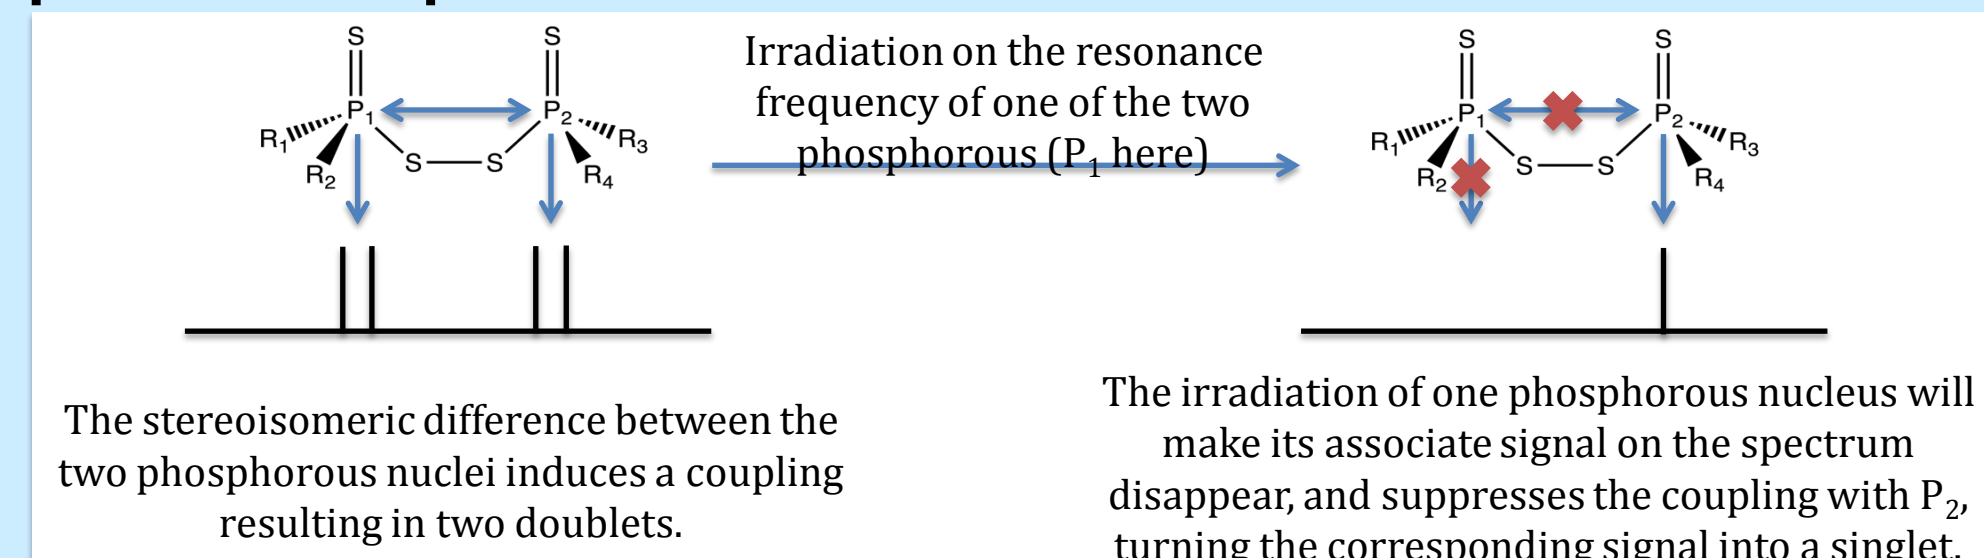 S
S
P1
P2
R1
R2
S
S
R3
R4
Irradiation on the resonance
frequency of one of the two
phosphorous (P1 here)
S
S
P1
P2
R1
R2
S
S
R3
R4
The stereoisomeric difference between the
two phosphorous nuclei induces a coupling
resulting in two doublets.
The irradiation of one phosphorous nucleus will
make its associate signal on the spectrum
disappear, and suppresses the coupling with P2,
turning the corresponding signal into a singlet.